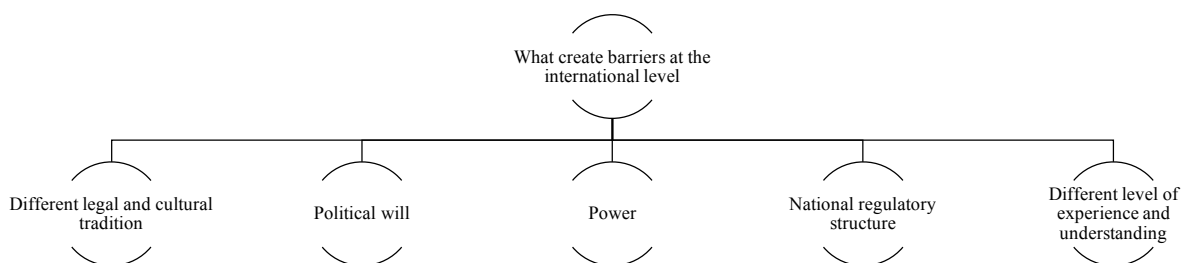 What create barriers at the
international level
Different legal and cultural
tradition
Political will
Power
National regulatory
structure
Different level of
experience and
understanding